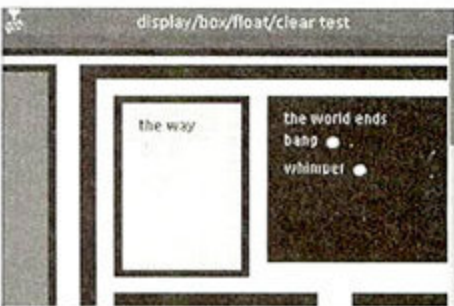 display/box/float/clear test
the way
the world ends
bang
whimper